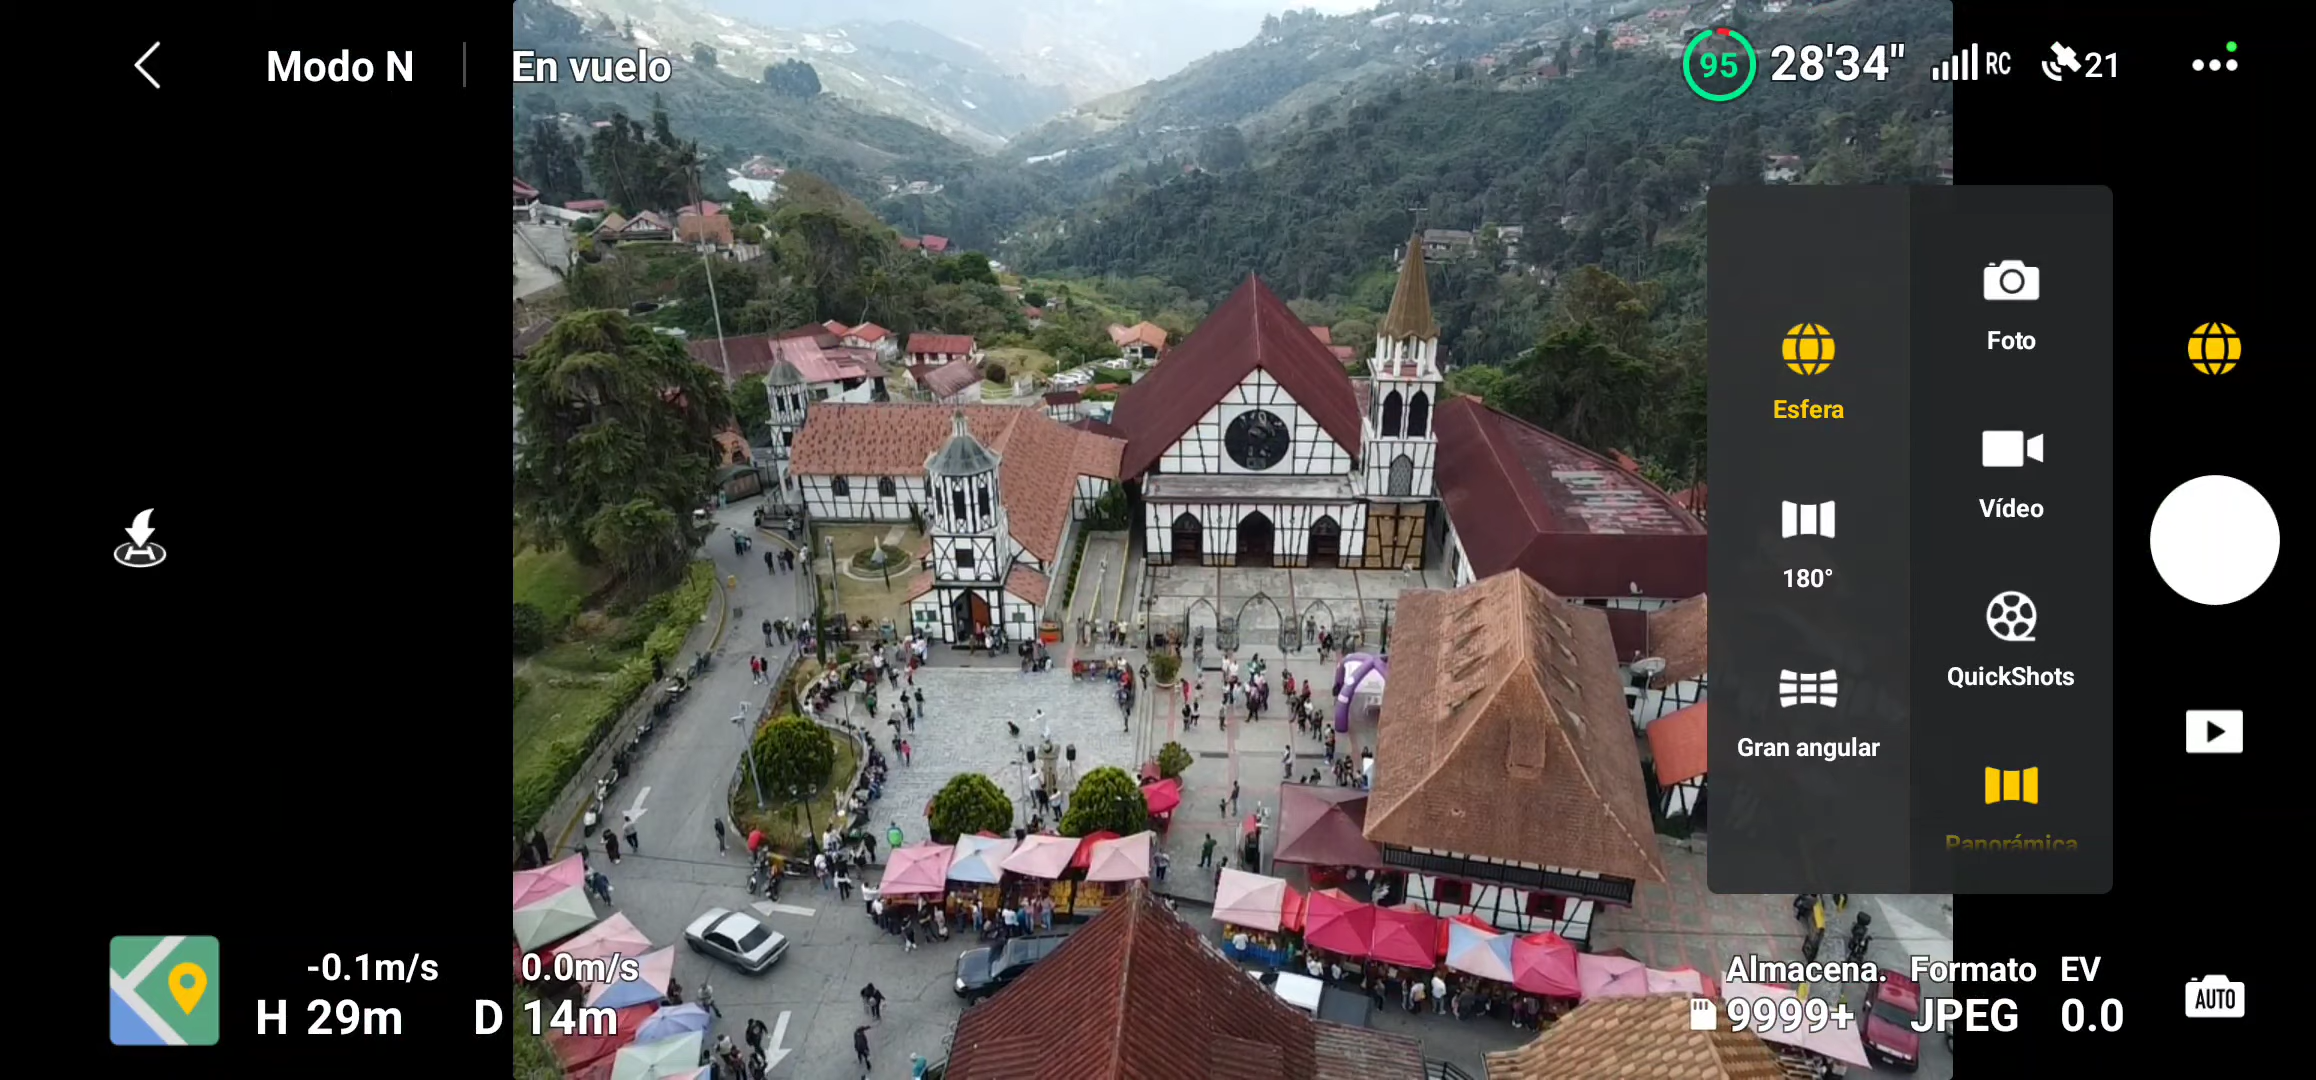 Modo N
En vuelo
95
28'34"
RC
21
Esfera
180°
Gran angular
Foto
Vídeo
QuickShots
Panorámica
-0.1m/s
0.0m/s
H 29m
D 14m
Almacena.
Formato
EV
9999+
JPEG
0.0
AUTO